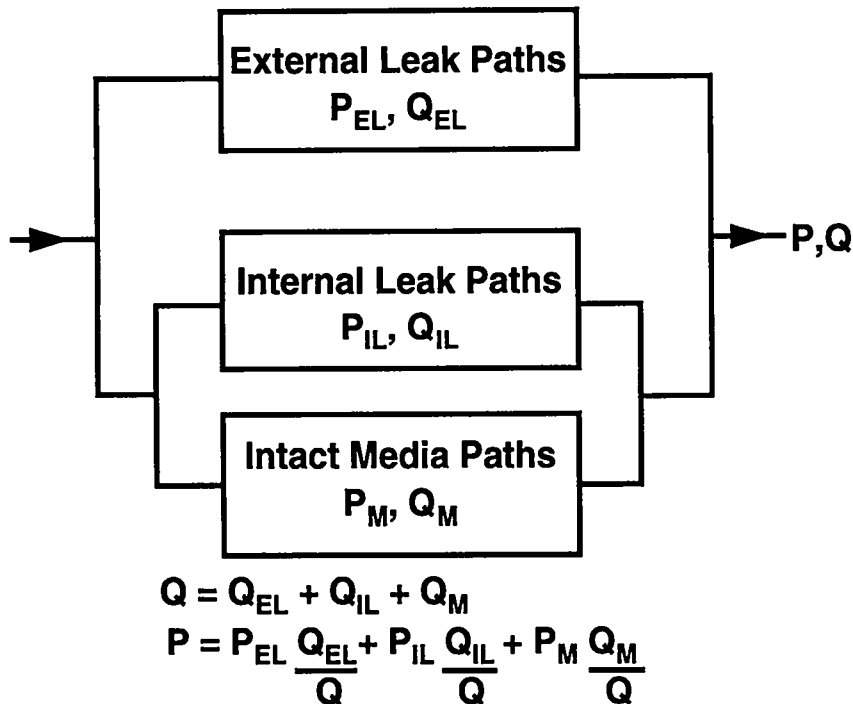 External Leak Paths
P_EL, Q_EL
P,Q
Internal Leak Paths
P_IL, Q_IL
Intact Media Paths
P_M, Q_M
Q = Q_EL + Q_IL + Q_M
P = P_EL Q_EL/Q + P_IL Q_IL/Q + P_M Q_M/Q